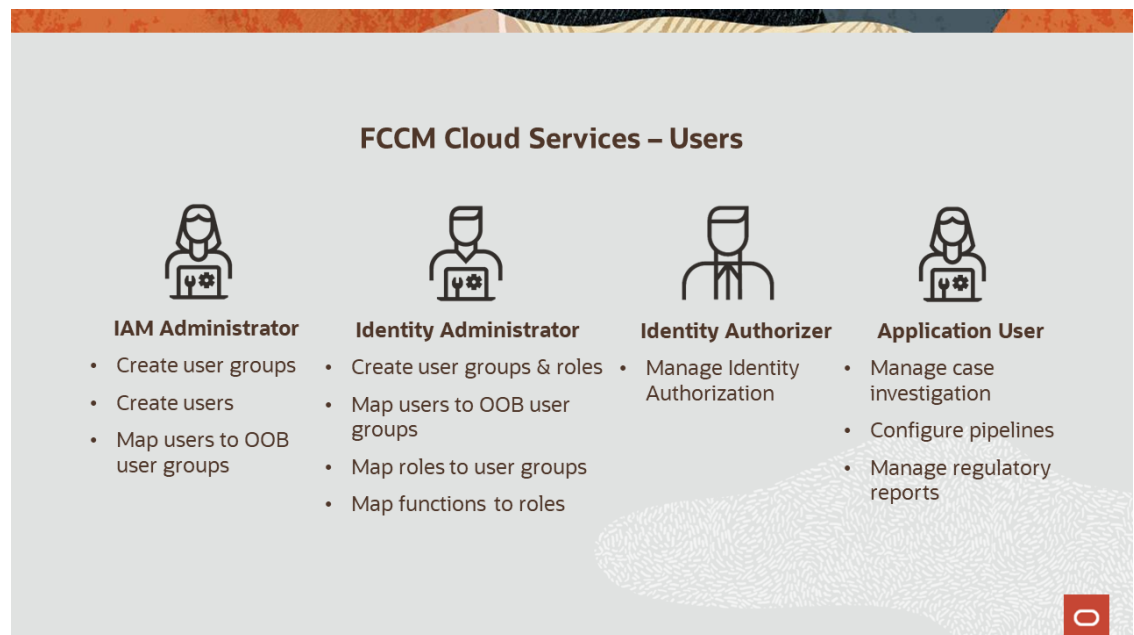 FCCM Cloud Services – Users
IAM Administrator
• Create user groups
• Create users
• Map users to OOB
user groups
Identity Administrator
• Create user groups & roles
• Map users to OOB user
groups
• Map roles to user groups
• Map functions to roles
Identity Authorizer
• Manage Identity
Authorization
Application User
• Manage case
investigation
• Configure pipelines
• Manage regulatory
reports